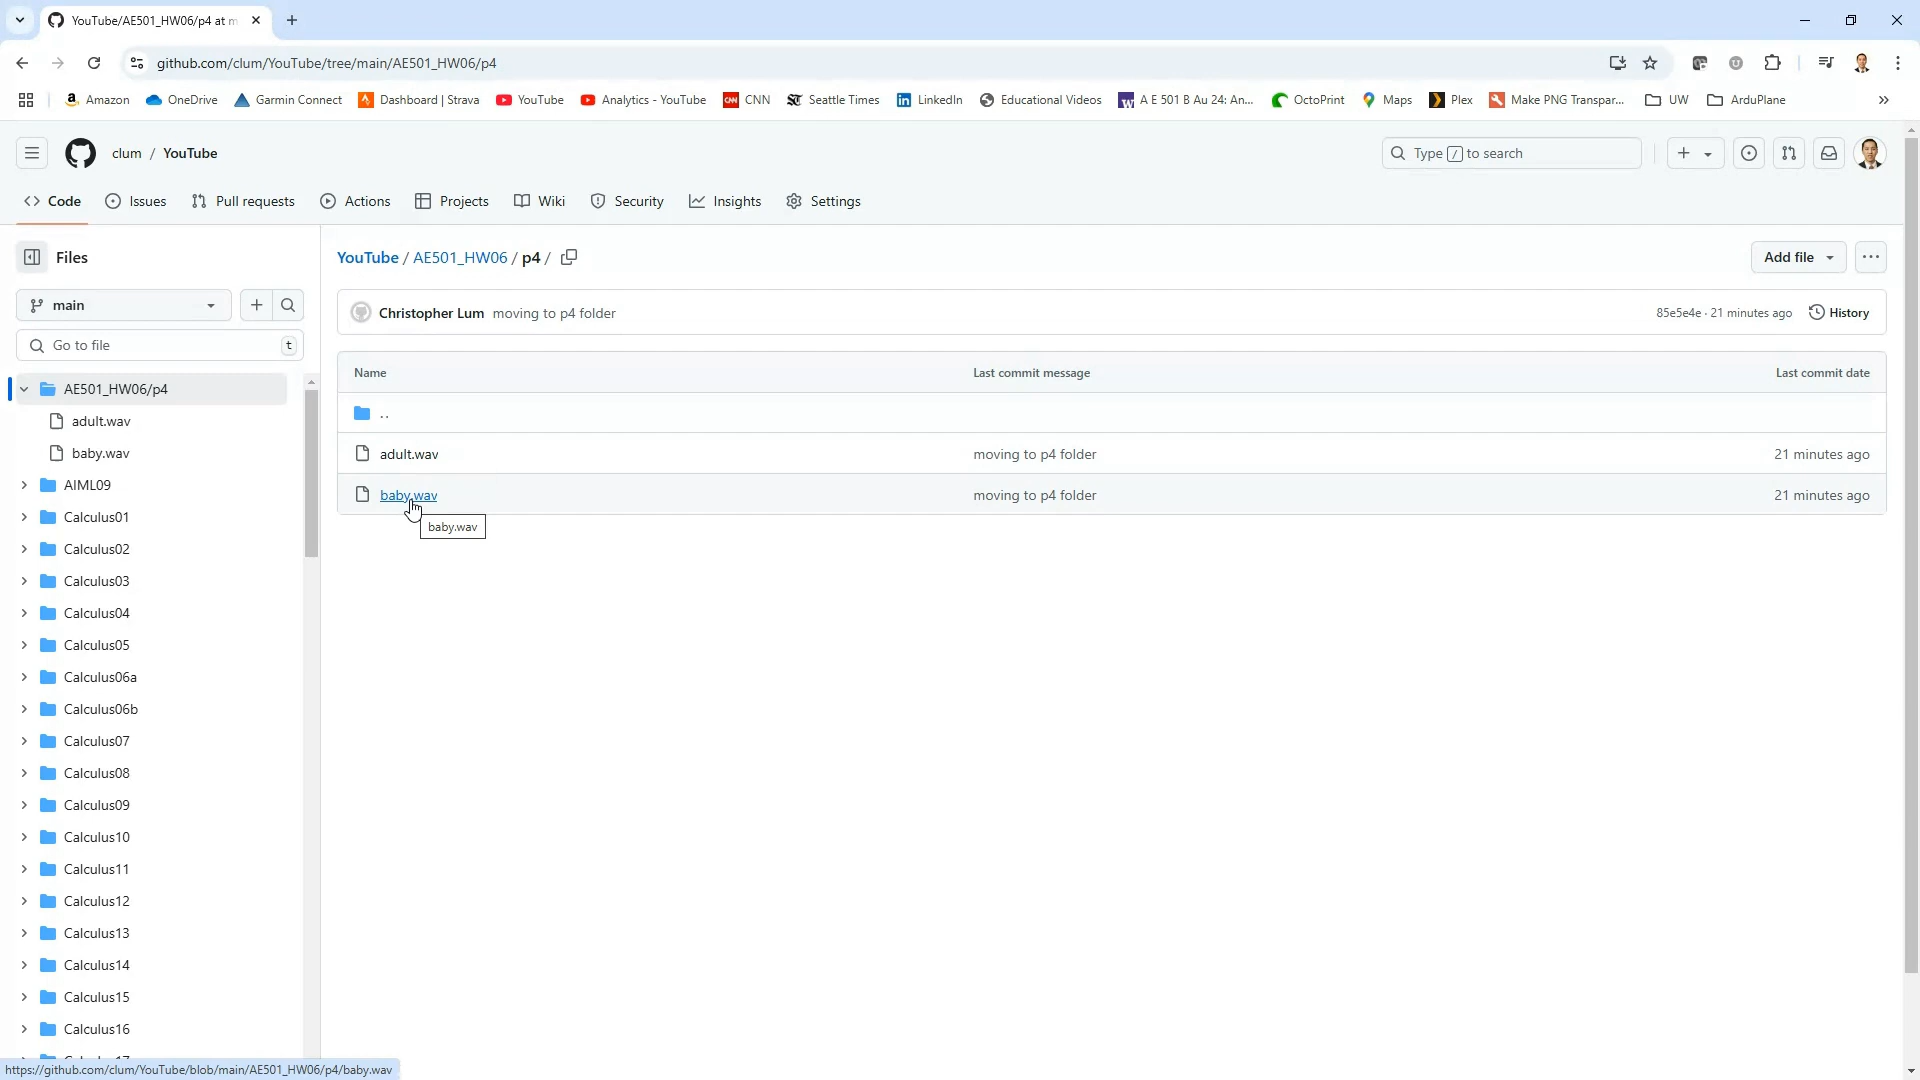 YouTube/AE501_HW06/p4 at m
github.com/clum/YouTube/tree/main/AE501_HW06/p4
Amazon OneDrive Garmin Connect Dashboard | Strava YouTube Analytics - YouTube CNN Seattle Times LinkedIn Educational Videos A E 501 B Au 24: An... OctoPrint Maps Plex Make PNG Transpar... UW ArduPlane
clum / YouTube
Type / to search
Code Issues Pull requests Actions Projects Wiki Security Insights Settings
Files
YouTube / AE501_HW06 / p4 /
Add file
main
Christopher Lum moving to p4 folder
85e5e4e · 21 minutes ago
History
Go to file
t
Name Last commit message Last commit date
..
adult.wav moving to p4 folder 21 minutes ago
baby.wav moving to p4 folder 21 minutes ago
baby.wav
AE501_HW06/p4
adult.wav
baby.wav
AIML09
Calculus01
Calculus02
Calculus03
Calculus04
Calculus05
Calculus06a
Calculus06b
Calculus07
Calculus08
Calculus09
Calculus10
Calculus11
Calculus12
Calculus13
Calculus14
Calculus15
Calculus16
https://github.com/clum/YouTube/blob/main/AE501_HW06/p4/baby.wav